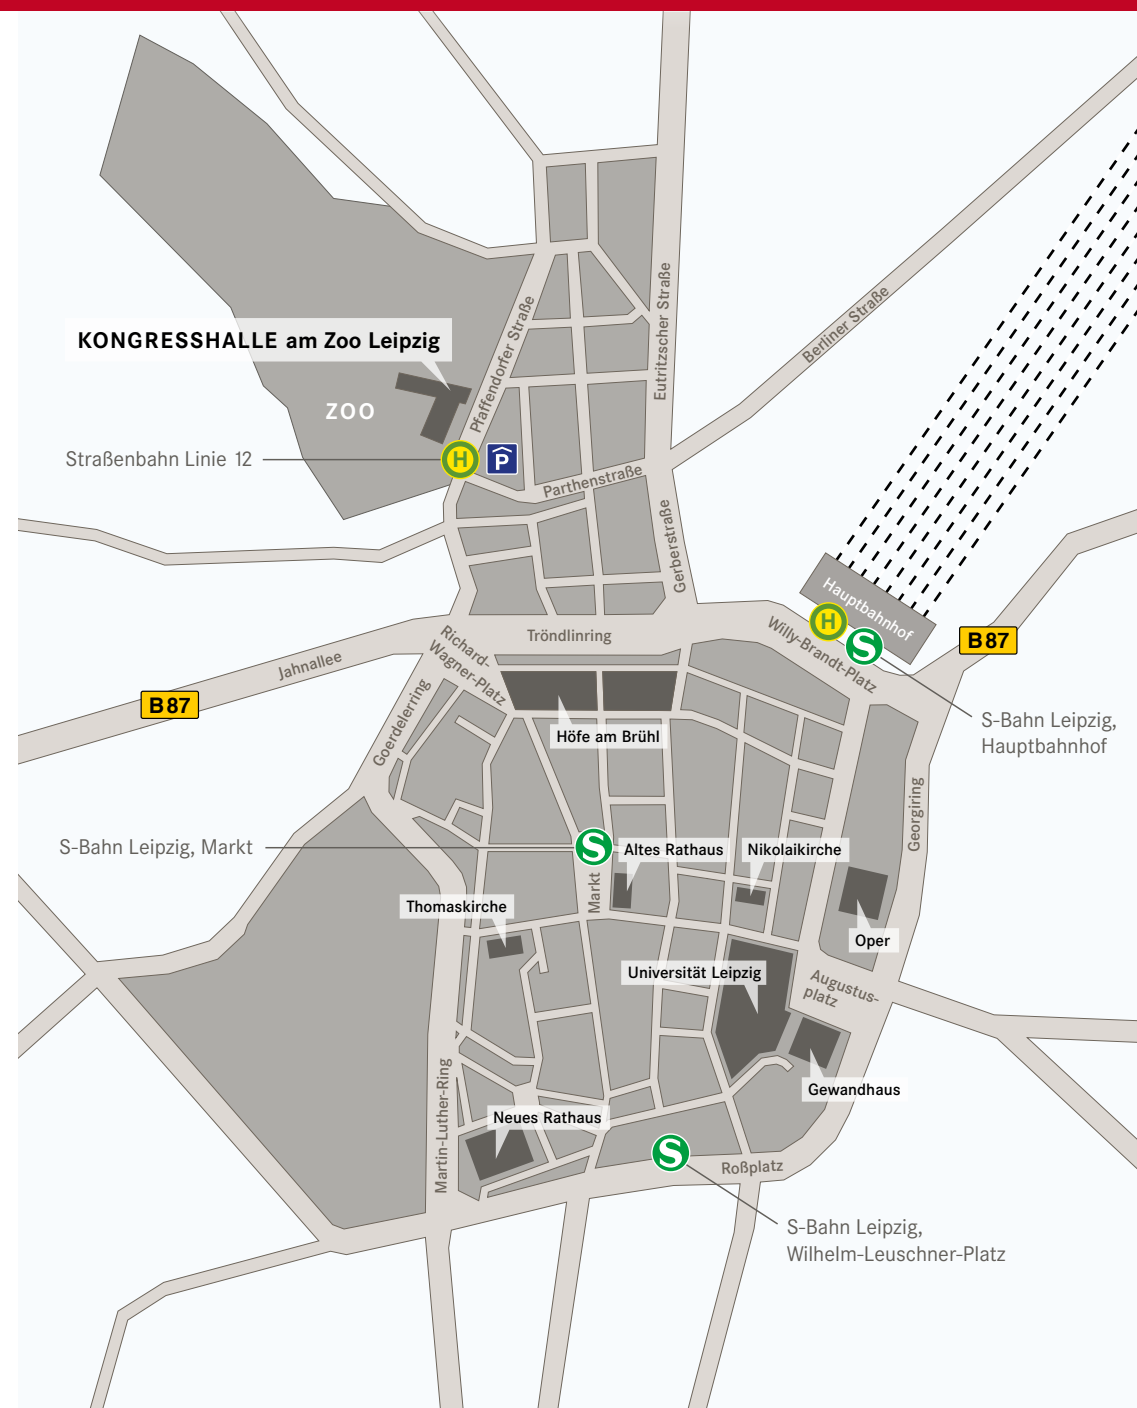 KONGRESSHALLE am Zoo Leipzig
ZOO
Pfaffendorfer Straße
Eutritzscher Straße
Berliner Straße
Straßenbahn Linie 12
H
P
Parthenstraße
Gerberstraße
Hauptbahnhof
H
S
Willy-Brandt-Platz
B87
Tröndlinring
Richard-
Wagner-Platz
Jahnallee
B87
Goerdelerring
S-Bahn Leipzig,
Hauptbahnhof
Höfe am Brühl
Georgiring
S-Bahn Leipzig, Markt
S
Altes Rathaus
Nikolaikirche
Markt
Thomaskirche
Oper
Universität Leipzig
Augustus-
platz
Gewandhaus
Martin-Luther-Ring
Neues Rathaus
S
Roßplatz
S-Bahn Leipzig,
Wilhelm-Leuschner-Platz